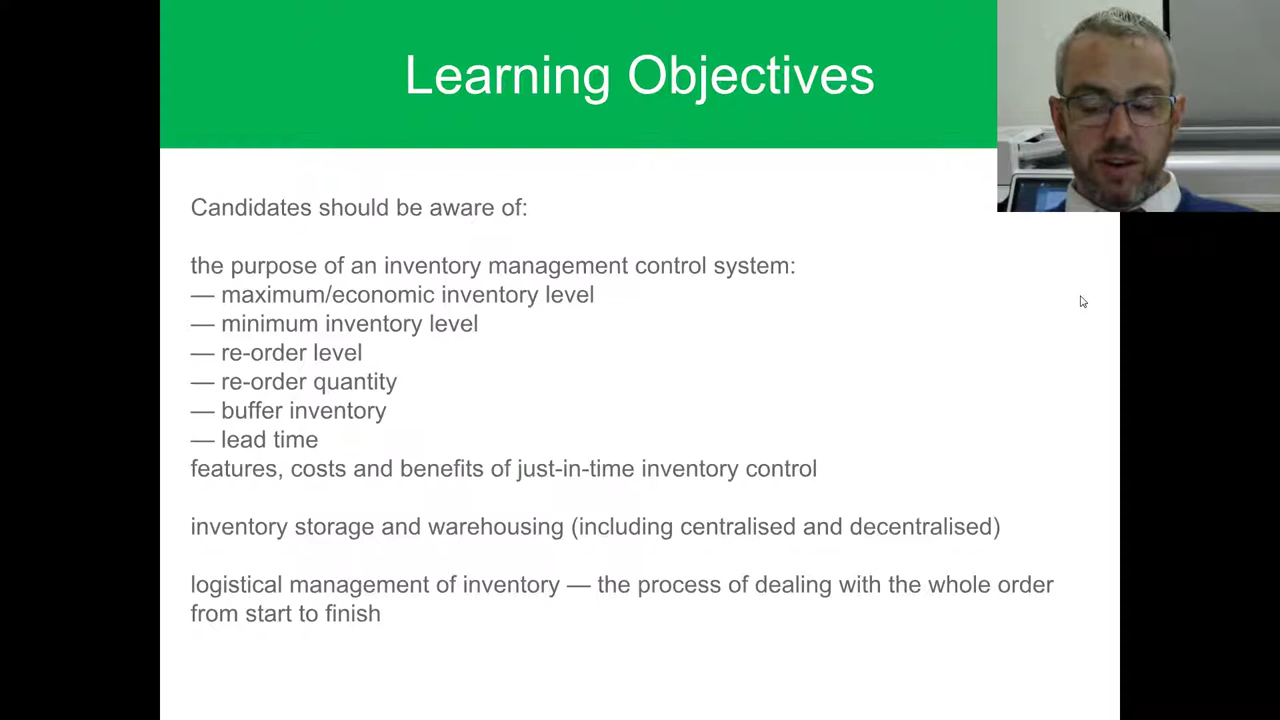 Learning Objectives
Candidates should be aware of:
the purpose of an inventory management control system:
— maximum/economic inventory level
— minimum inventory level
— re-order level
— re-order quantity
— buffer inventory
— lead time
features, costs and benefits of just-in-time inventory control
inventory storage and warehousing (including centralised and decentralised)
logistical management of inventory — the process of dealing with the whole order
from start to finish